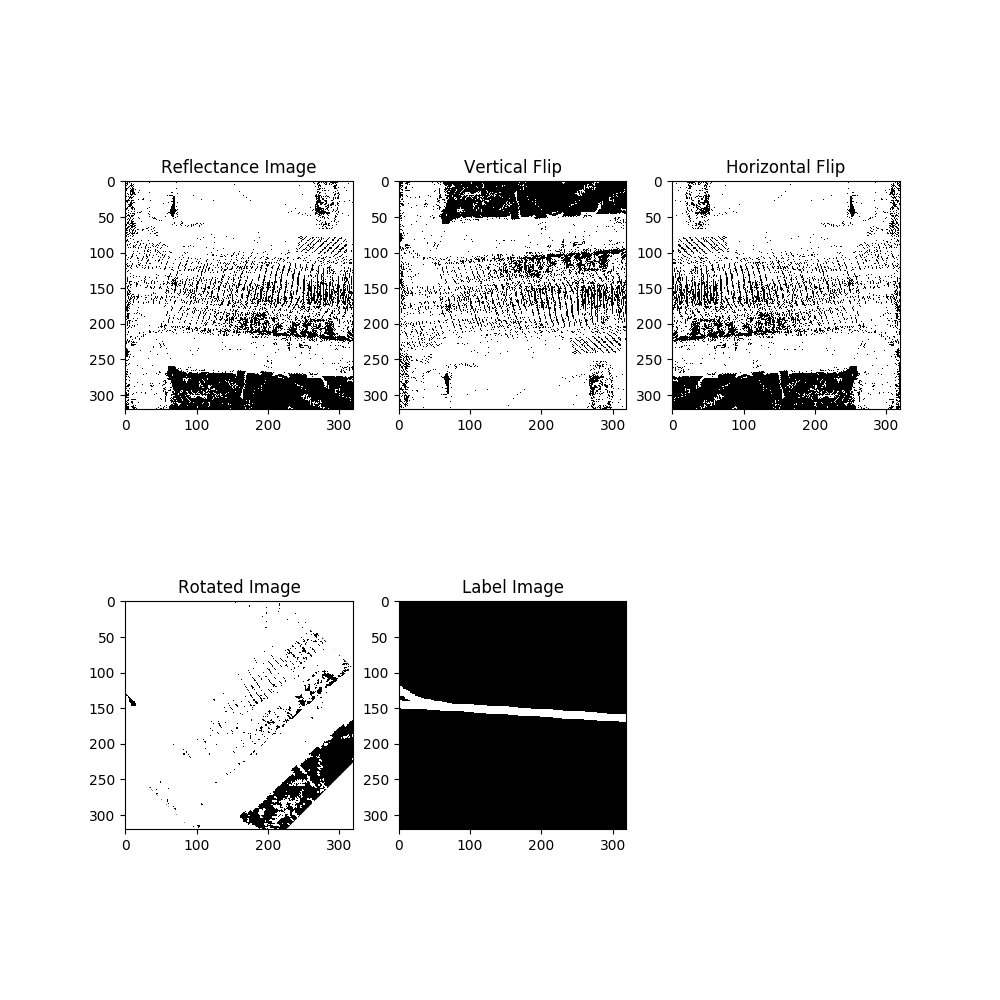 Reflectance Image Vertical Flip Horizontal Flip
0 0 0
50 50 50
100 100 100
150 150 150
200 200 200
250 250 250
300 300 300
0 100 200 300 0 100 200 300 0 100 200 300
Rotated Image Label Image
0 0
50 50
100 100
150 150
200 200
250 250
300 300
0 100 200 300 0 100 200 300